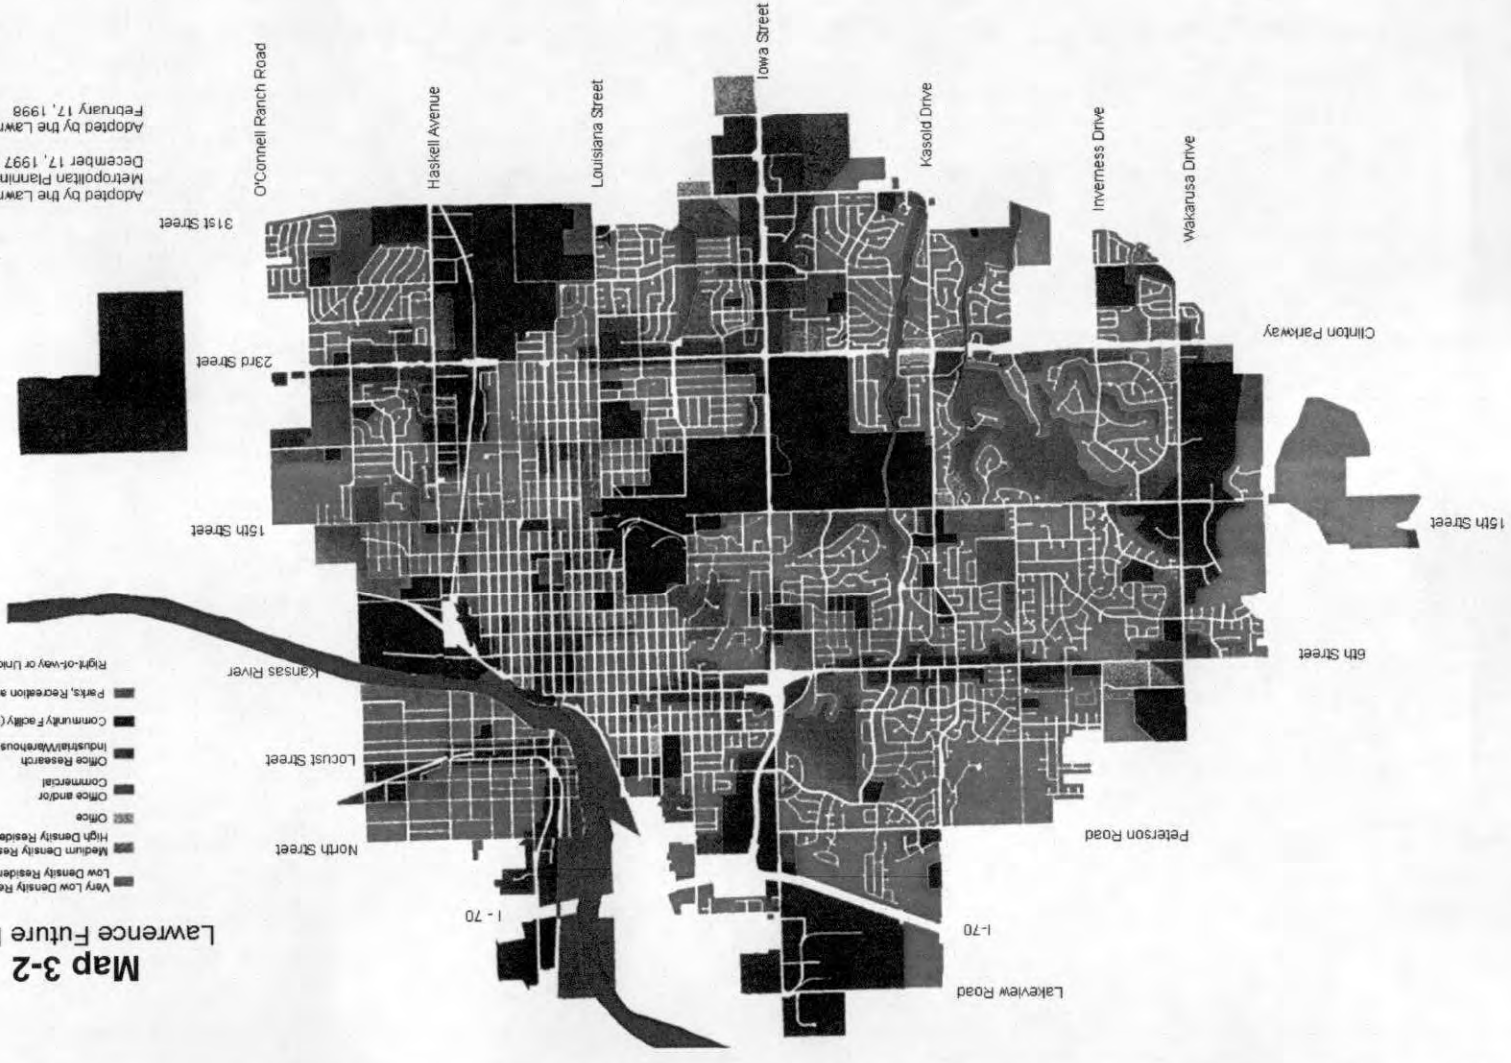 Map 3-2
Lawrence Future
Very Low Density Re
Low Density Residen
Medium Density Res
High Density Reside
Office
Office and/or
Commercial
Office Research
Industrial/Warehous
Community Facility (
Parks, Recreation a
Right-of-way or Uninc
Adopted by the Lawr
Metropolitan Plannin
December 17, 1997
Adopted by the Lawr
February 17, 1998
Lakeview Road
I-70
I - 70
Peterson Road
North Street
Locust Street
Kansas River
6th Street
15th Street
15th Street
Clinton Parkway
23rd Street
31st Street
Wakarusa Drive
Inverness Drive
Kasold Drive
Iowa Street
Louisiana Street
Haskell Avenue
O'Connell Ranch Road